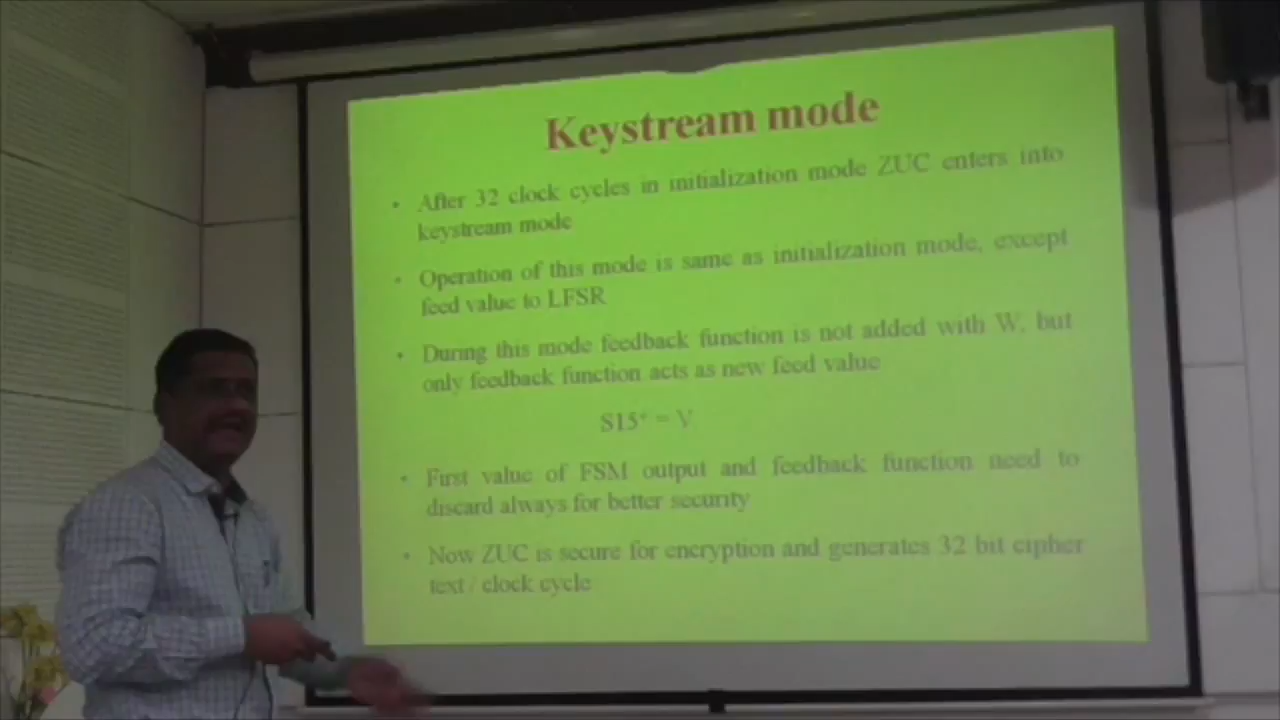 Keystream mode
• After 32 clock cycles in initialization mode ZUC enters into
keystream mode
• Operation of this mode is same as initialization mode, except
feed value to LFSR
• During this mode feedback function is not added with W, but
only feedback function acts as new feed value
S15⁺ = V
• First value of FSM output and feedback function need to
discard always for better security
• Now ZUC is secure for encryption and generates 32 bit cipher
text / clock cycle